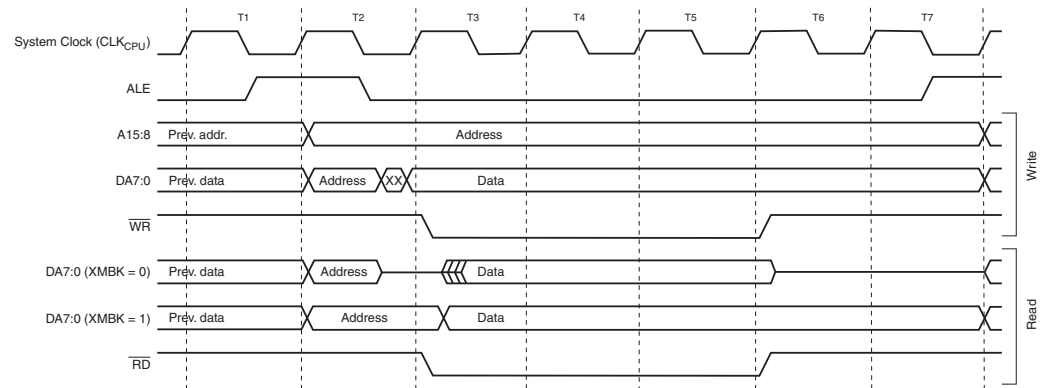 T1 T2 T3 T4 T5 T6 T7
System Clock (CLKCPU)
ALE
A15:8 Prev. addr. Address
DA7:0 Prev. data Address XX Data
WR
Write
DA7:0 (XMBK = 0) Prev. data Address Data
DA7:0 (XMBK = 1) Prev. data Address Data
RD
Read